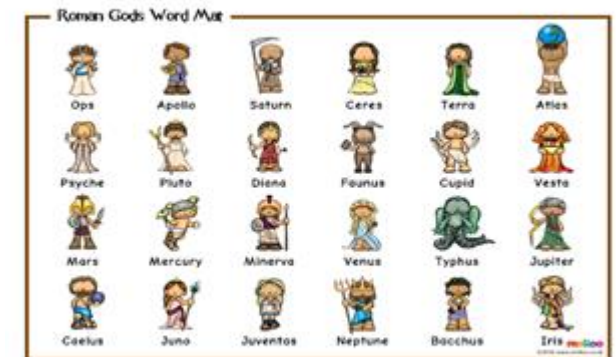 Roman Gods Word Mat
Ops Apollo Saturn Ceres Terra Atlas
Psyche Pluto Diana Faunus Cupid Vesta
Mars Mercury Minerva Venus Typhus Jupiter
Caelus Juno Juventas Neptune Bacchus Iris